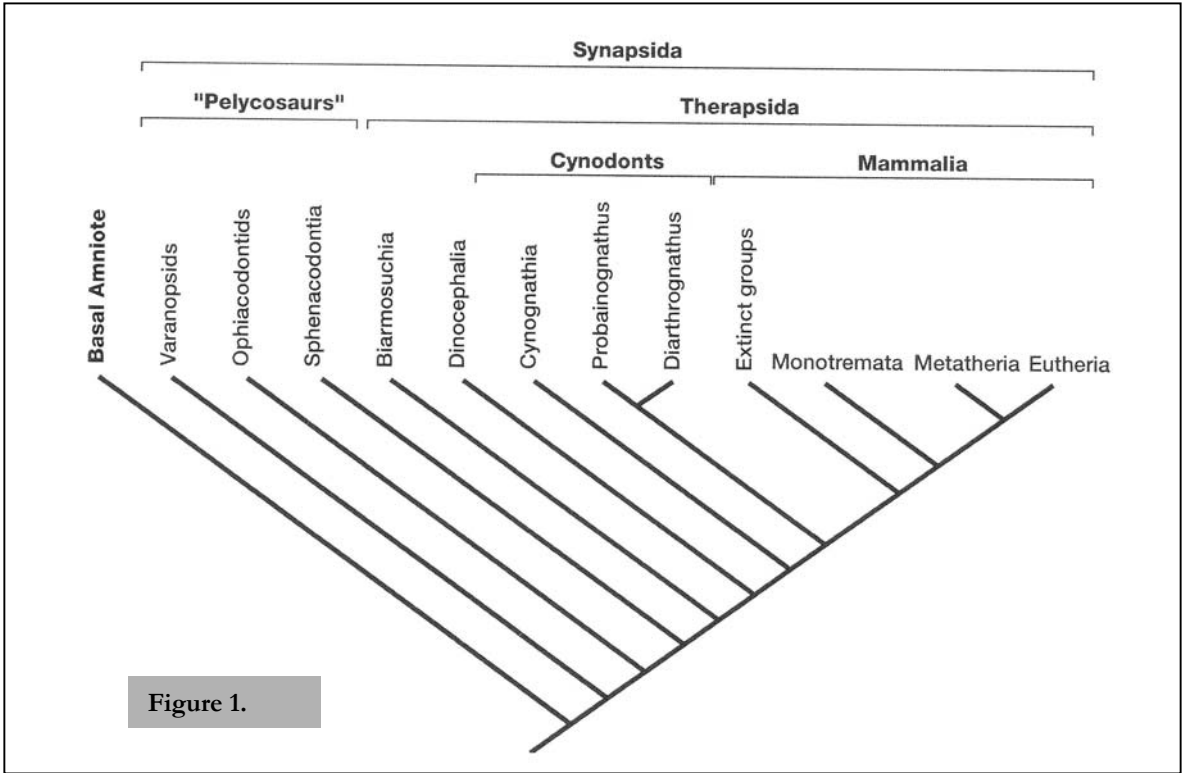 Synapsida
"Pelycosaurs"
Therapsida
Cynodonts
Mammalia
Basal Amniote
Varanopsids
Ophiacodontids
Sphenacodontia
Biarmosuchia
Dinocephalia
Cynognathia
Probainognathus
Diarthrognathus
Extinct groups
Monotremata
Metatheria
Eutheria
Figure 1.